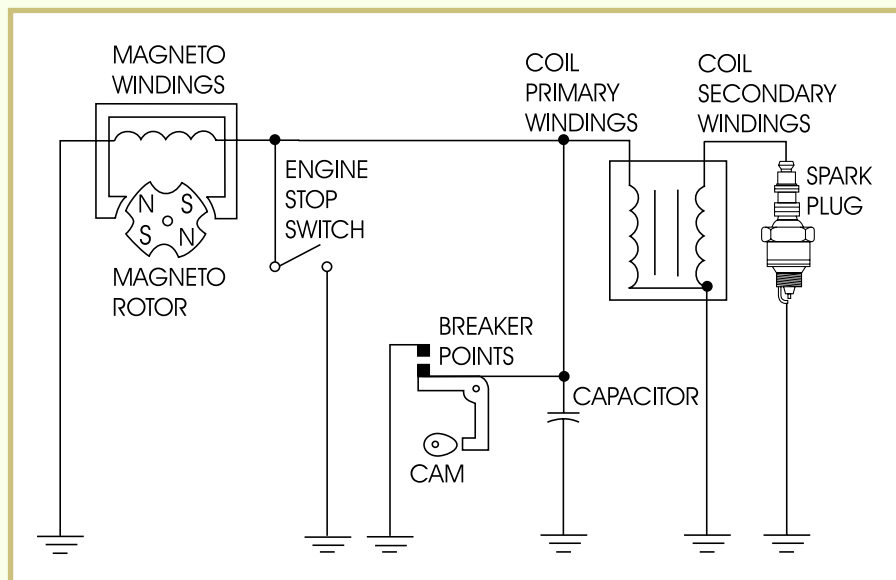 MAGNETO
WINDINGS
COIL
PRIMARY
WINDINGS
COIL
SECONDARY
WINDINGS
ENGINE
STOP
SWITCH
SPARK
PLUG
N S
S N
MAGNETO
ROTOR
BREAKER
POINTS
CAPACITOR
CAM